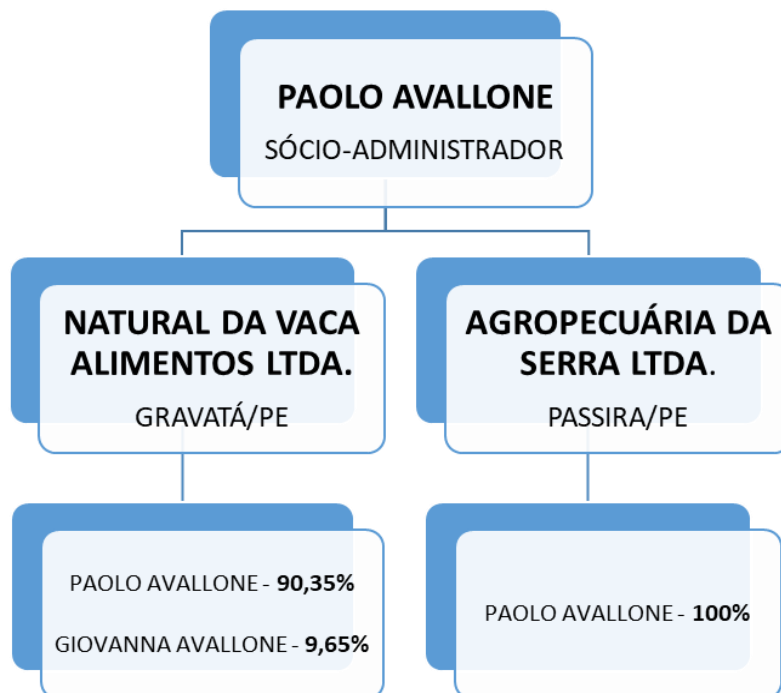 PAOLO AVALLONE
SÓCIO-ADMINISTRADOR
NATURAL DA VACA
ALIMENTOS LTDA.
GRAVATÁ/PE
AGROPECUÁRIA DA
SERRA LTDA.
PASSIRA/PE
PAOLO AVALLONE - 90,35%
GIOVANNA AVALLONE - 9,65%
PAOLO AVALLONE - 100%